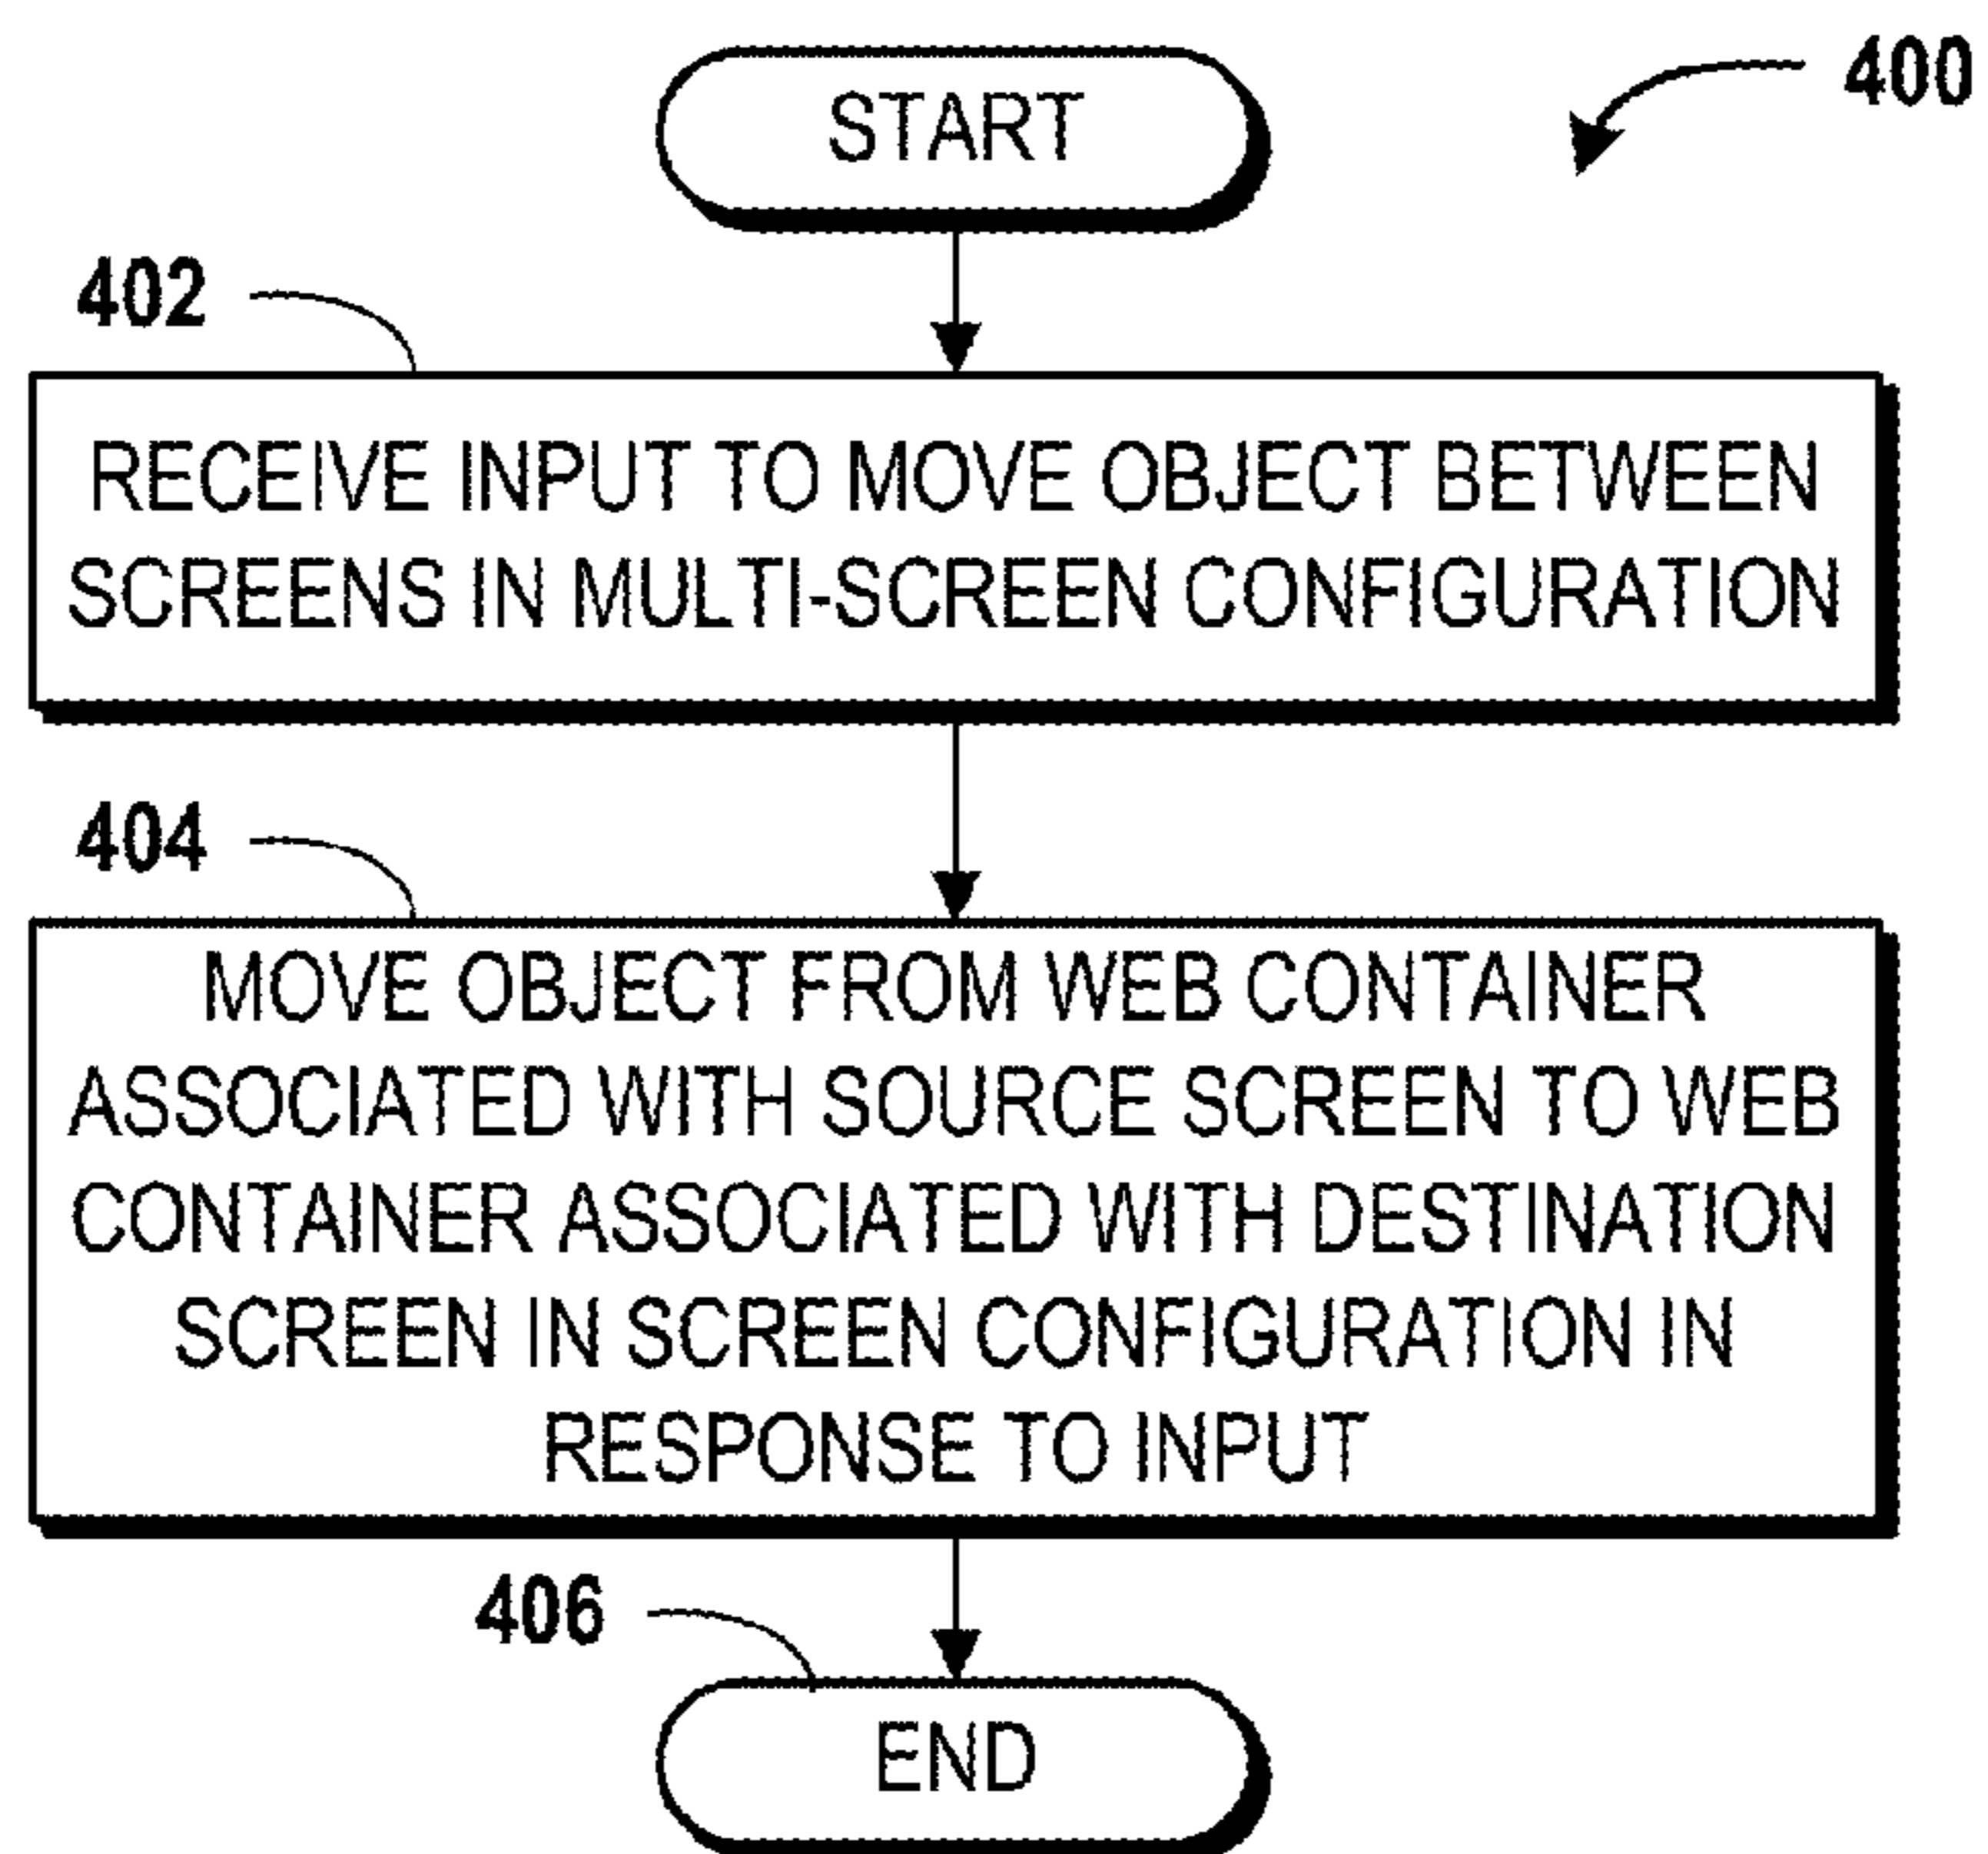 START
400
402
RECEIVE INPUT TO MOVE OBJECT BETWEEN
SCREENS IN MULTI-SCREEN CONFIGURATION
404
MOVE OBJECT FROM WEB CONTAINER
ASSOCIATED WITH SOURCE SCREEN TO WEB
CONTAINER ASSOCIATED WITH DESTINATION
SCREEN IN SCREEN CONFIGURATION IN
RESPONSE TO INPUT
406
END